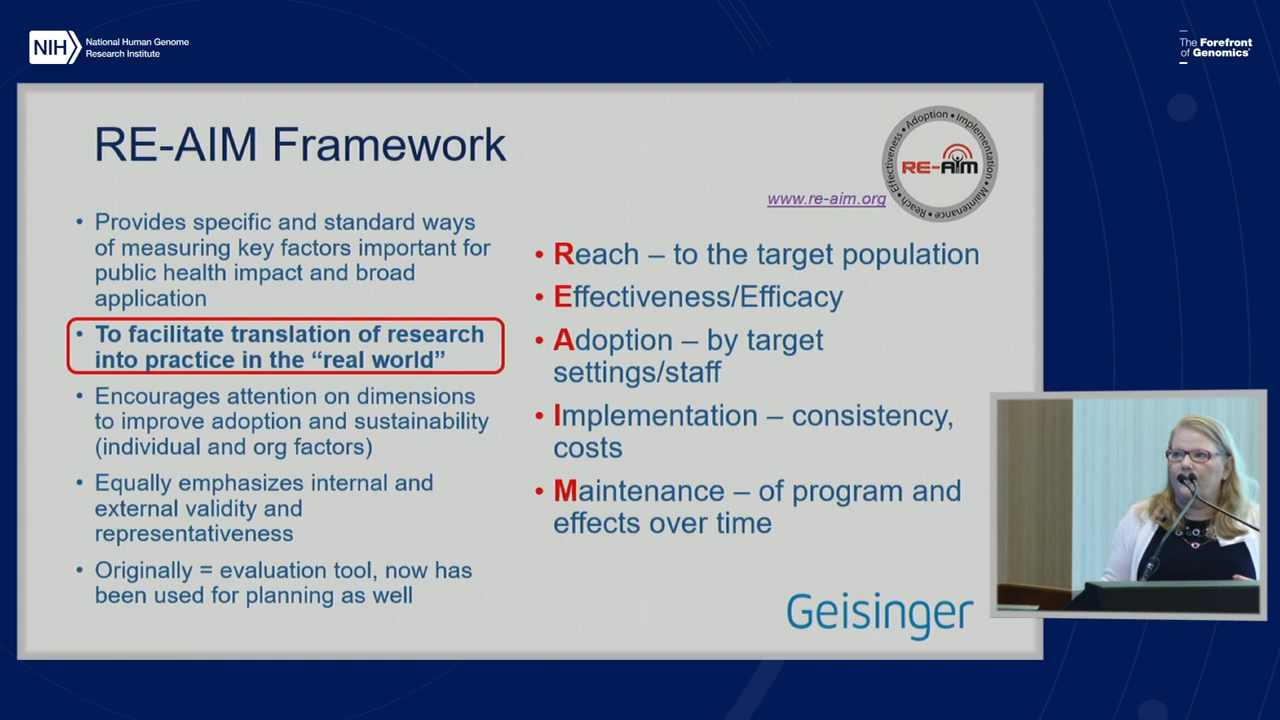 NIH
National Human Genome
Research Institute
The Forefront
of Genomics®
RE-AIM Framework
Adoption • Implementation • Maintenance • Reach • Effectiveness •
RE-AIM
www.re-aim.org
• Provides specific and standard ways
of measuring key factors important for
public health impact and broad
application
• To facilitate translation of research
into practice in the “real world”
• Encourages attention on dimensions
to improve adoption and sustainability
(individual and org factors)
• Equally emphasizes internal and
external validity and
representativeness
• Originally = evaluation tool, now has
been used for planning as well
• Reach – to the target population
• Effectiveness/Efficacy
• Adoption – by target
settings/staff
• Implementation – consistency,
costs
• Maintenance – of program and
effects over time
Geisinger